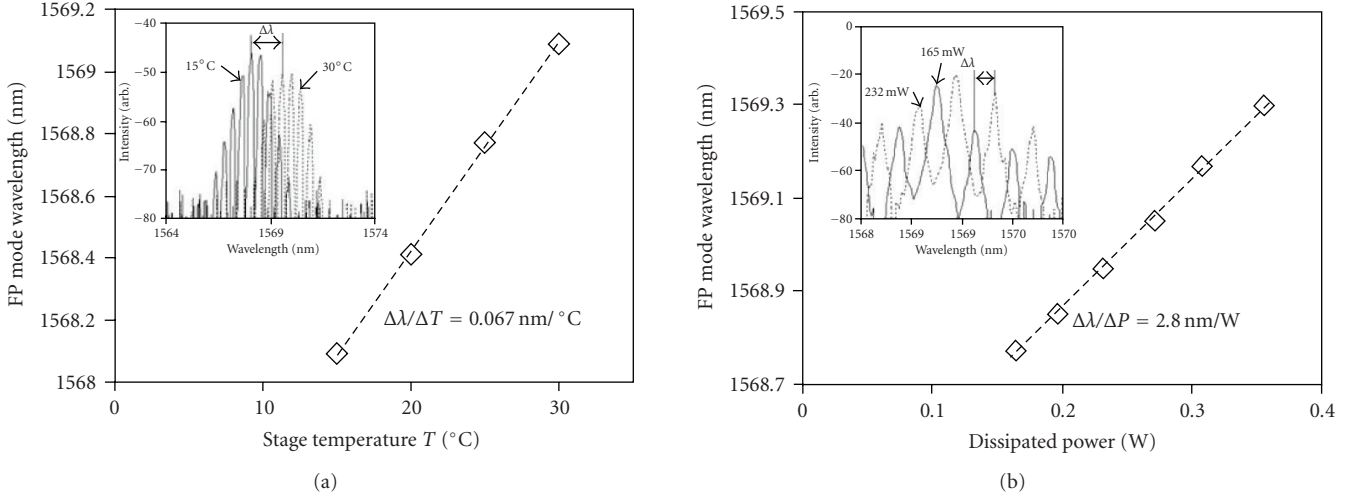 1569.2
1569
1568.8
1568.6
1568.4
1568.2
1568
0
10
20
30
FP mode wavelength (nm)
Stage temperature T (°C)
Δλ/ΔT = 0.067 nm/°C
−40
−50
−60
−70
−80
1564
1569
1574
Intensity (arb.)
Wavelength (nm)
Δλ
15°C
30°C
(a)
1569.5
1569.3
1569.1
1568.9
1568.7
0
0.1
0.2
0.3
0.4
FP mode wavelength (nm)
Dissipated power (W)
Δλ/ΔP = 2.8 nm/W
0
−20
−40
−60
−80
1568
1569
1569
1570
1570
Intensity (arb.)
Wavelength (nm)
165 mW
Δλ
232 mW
(b)